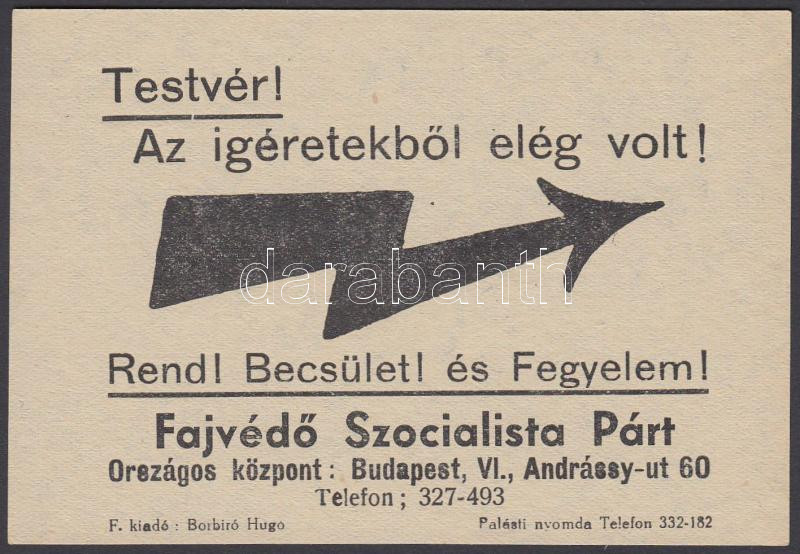 Testvér!
Az igéretekből elég volt!
darabanth
Rend! Becsület! és Fegyelem!
Fajvédő Szocialista Párt
Országos központ: Budapest, VI., Andrássy-ut 60
Telefon; 327-493
F. kiadó: Borbiró Hugó
Palásti nyomda Telefon 332-182